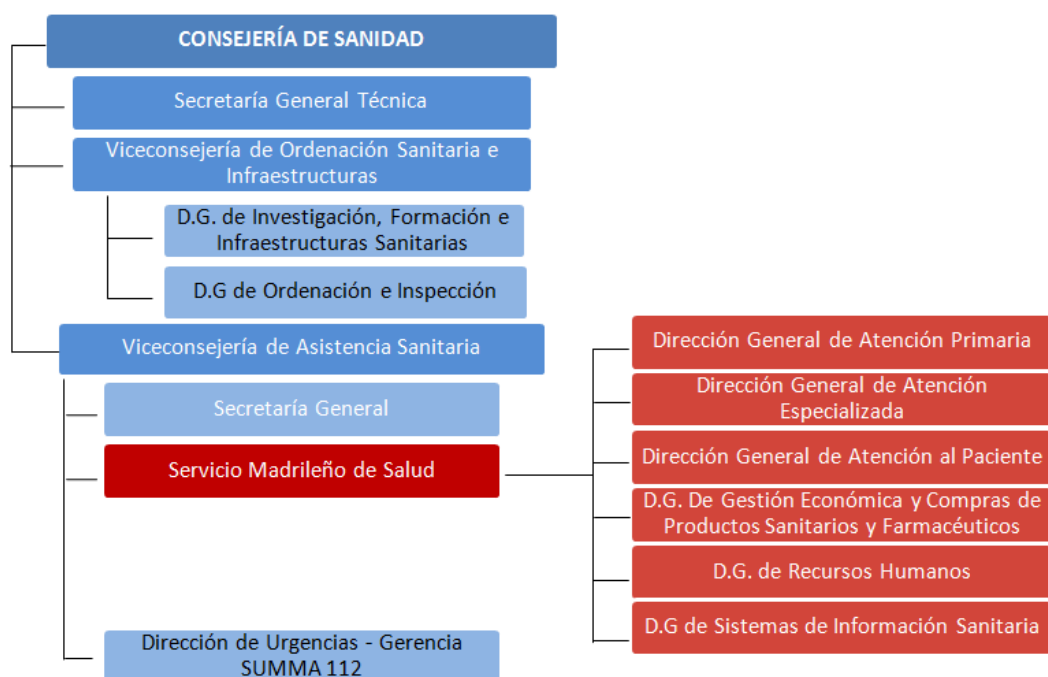 CONSEJERÍA DE SANIDAD
Secretaría General Técnica
Viceconsejería de Ordenación Sanitaria e
Infraestructuras
D.G. de Investigación, Formación e
Infraestructuras Sanitarias
D.G de Ordenación e Inspección
Viceconsejería de Asistencia Sanitaria
Secretaría General
Servicio Madrileño de Salud
Dirección de Urgencias - Gerencia
SUMMA 112
Dirección General de Atención Primaria
Dirección General de Atención
Especializada
Dirección General de Atención al Paciente
D.G. De Gestión Económica y Compras de
Productos Sanitarios y Farmacéuticos
D.G. de Recursos Humanos
D.G de Sistemas de Información Sanitaria